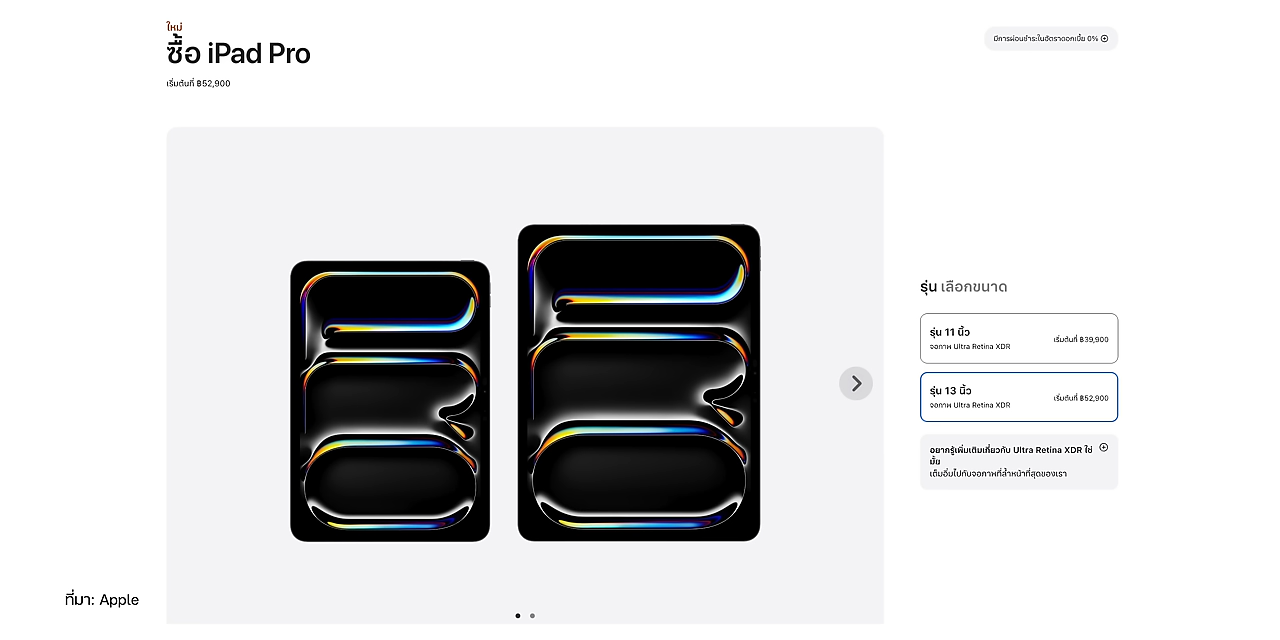 ใหม่
ซื้อ iPad Pro
เริ่มต้นที่ ฿52,900
มีการผ่อนชำระในอัตราดอกเบี้ย 0%
รุ่น เลือกขนาด
รุ่น 11 นิ้ว
จอภาพ Ultra Retina XDR
เริ่มต้นที่ ฿39,900
รุ่น 13 นิ้ว
จอภาพ Ultra Retina XDR
เริ่มต้นที่ ฿52,900
อยากรู้เพิ่มเติมเกี่ยวกับ Ultra Retina XDR ใช่
มั้ย
เต็มอิ่มไปกับจอภาพที่ล้ำหน้าที่สุดของเรา
ที่มา: Apple